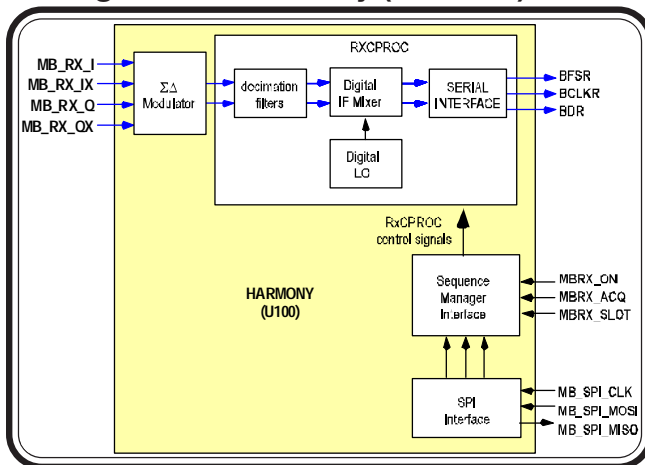 RXCPROC
MB_RX_I
MB_RX_IX
MB_RX_Q
MB_RX_QX
ΣΔ
Modulator
decimation
filters
Digital
IF Mixer
SERIAL
INTERFACE
BFSR
BCLKR
BDR
Digital
LO
RxCPROC
control signals
HARMONY
(U100)
Sequence
Manager
Interface
MBRX_ON
MBRX_ACQ
MBRX_SLOT
SPI
Interface
MB_SPI_CLK
MB_SPI_MOSI
MB_SPI_MISO